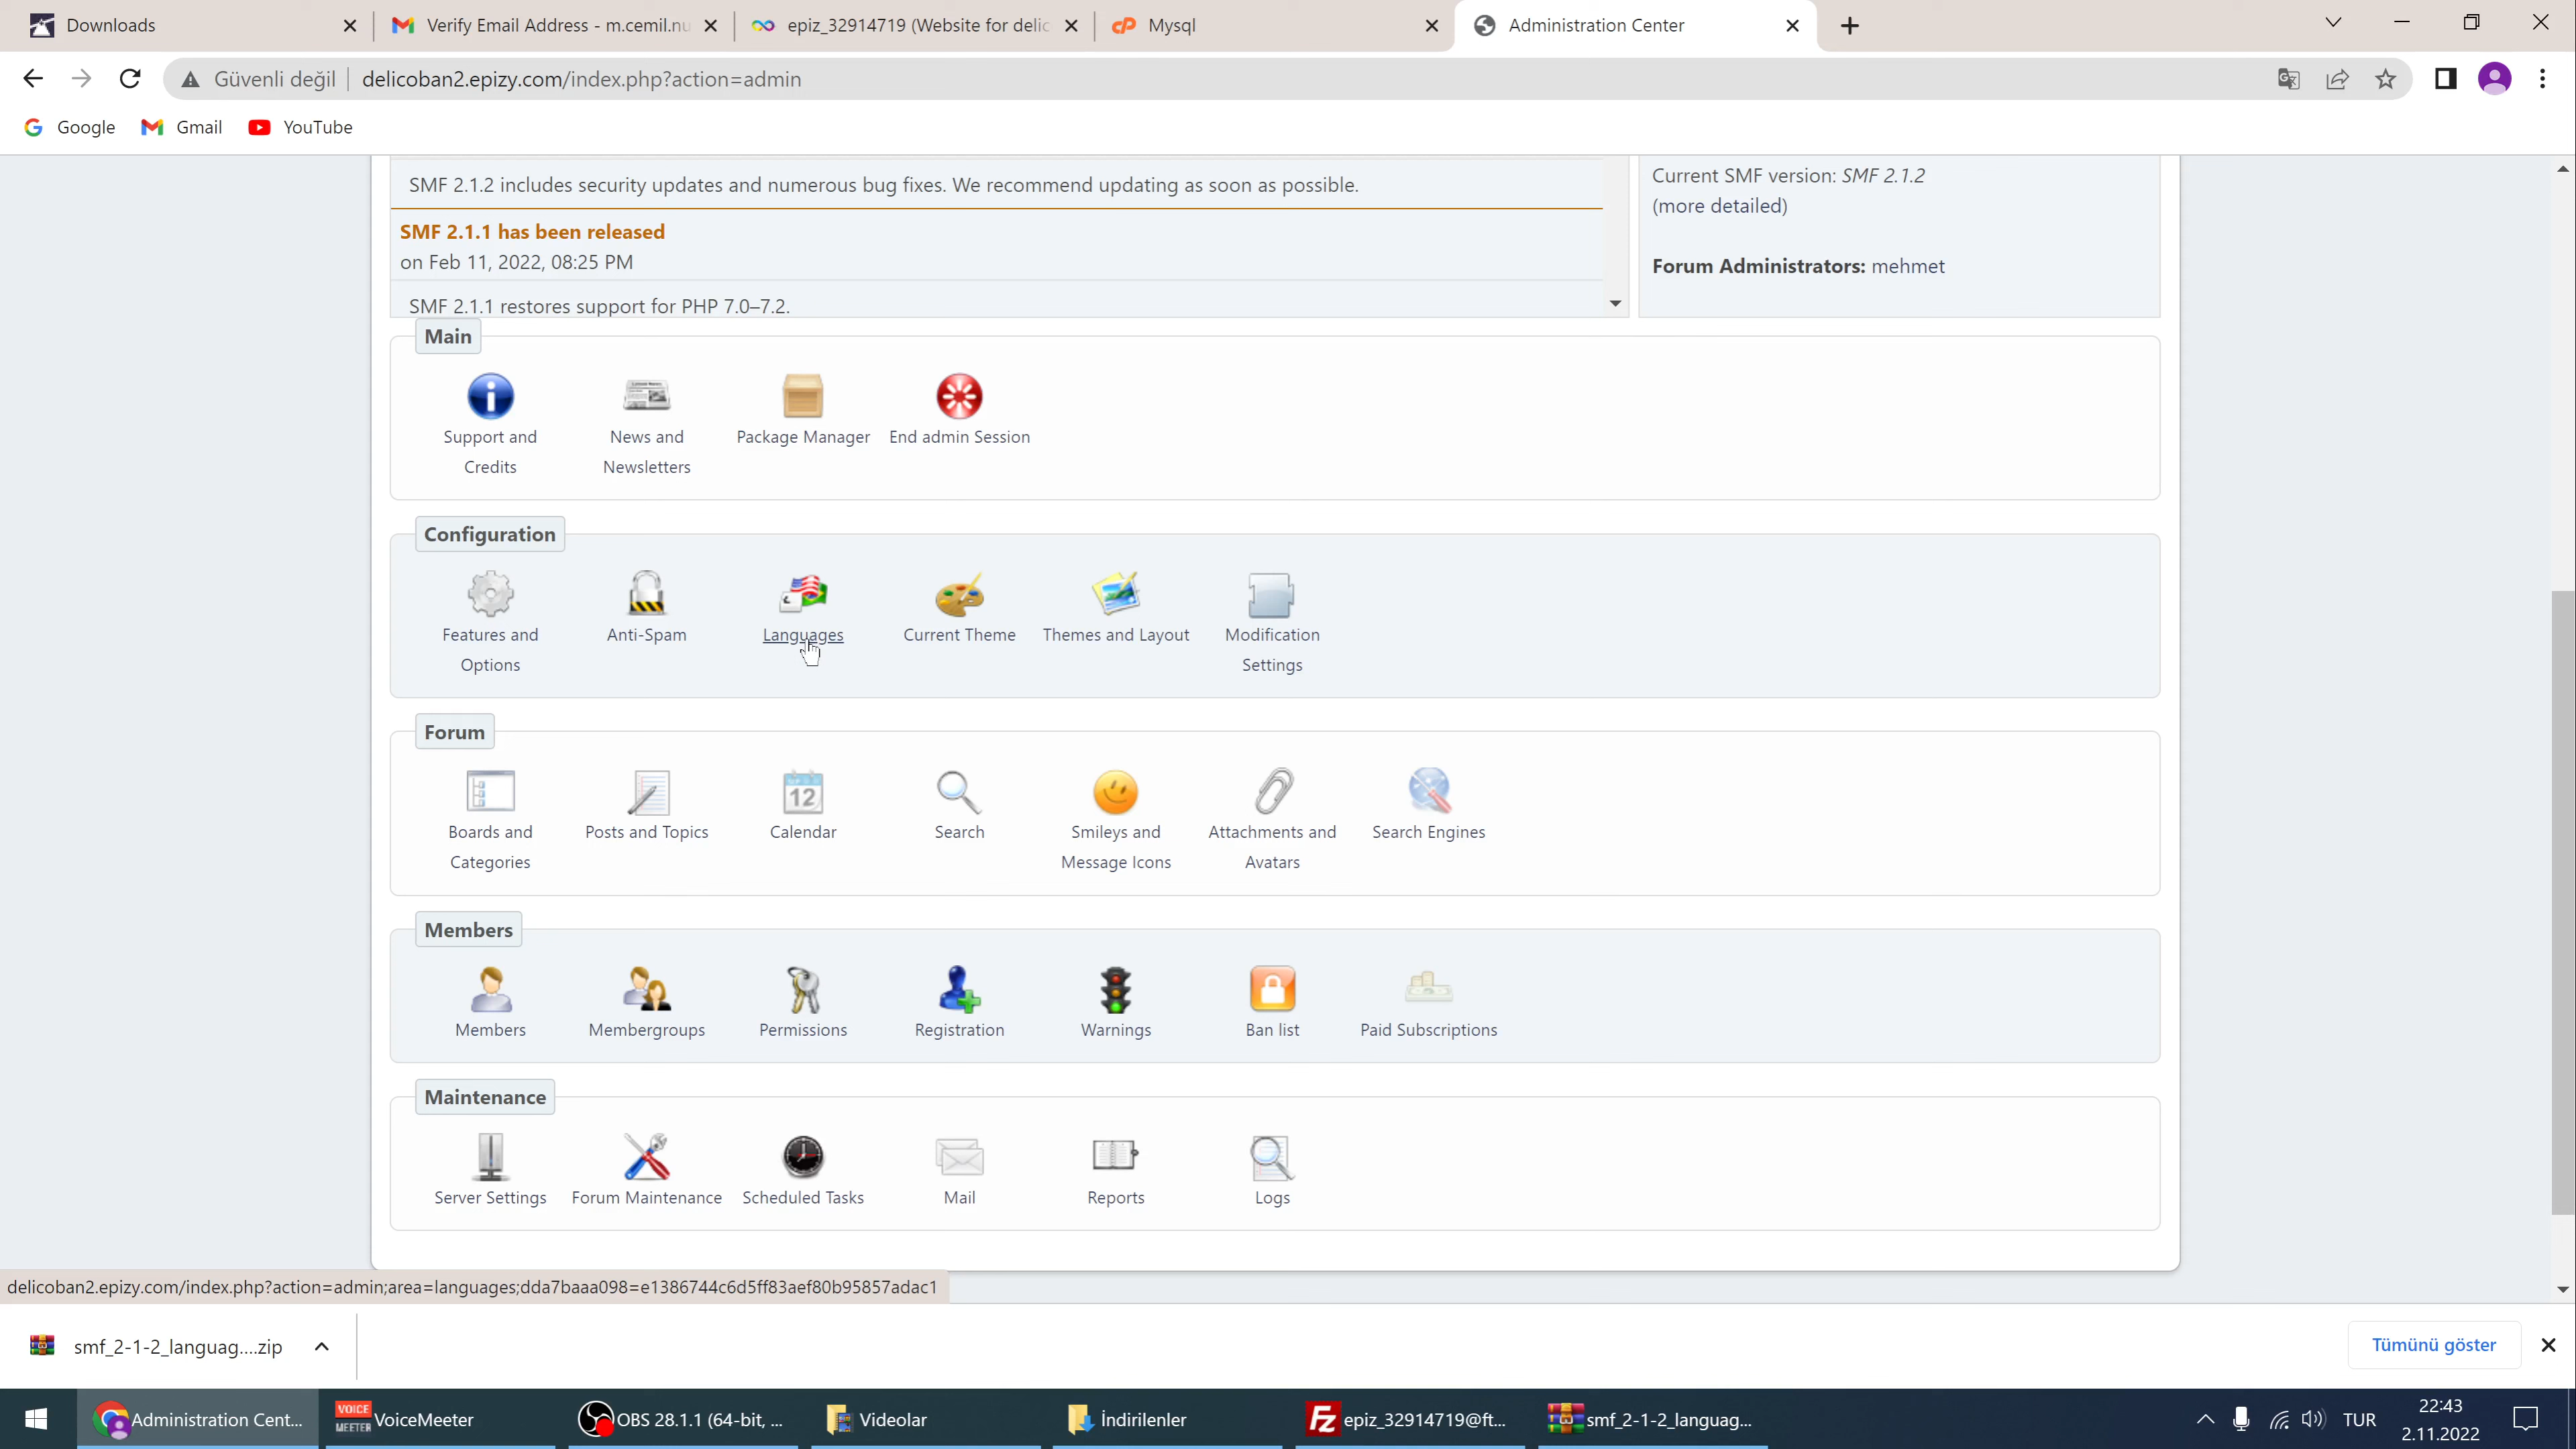 Downloads
Verify Email Address - m.cemil.nu
epiz_32914719 (Website for delic
Mysql
Administration Center
Güvenli değil
delicoban2.epizy.com/index.php?action=admin
Google
Gmail
YouTube
SMF 2.1.2 includes security updates and numerous bug fixes. We recommend updating as soon as possible.
SMF 2.1.1 has been released
on Feb 11, 2022, 08:25 PM
SMF 2.1.1 restores support for PHP 7.0–7.2.
Current SMF version: SMF 2.1.2
(more detailed)
Forum Administrators: mehmet
Main
Support and
Credits
News and
Newsletters
Package Manager
End admin Session
Configuration
Features and
Options
Anti-Spam
Languages
Current Theme
Themes and Layout
Modification
Settings
Forum
Boards and
Categories
Posts and Topics
12
Calendar
Search
Smileys and
Message Icons
Attachments and
Avatars
Search Engines
Members
Members
Membergroups
Permissions
Registration
Warnings
Ban list
Paid Subscriptions
Maintenance
Server Settings
Forum Maintenance
Scheduled Tasks
Mail
Reports
Logs
delicoban2.epizy.com/index.php?action=admin;area=languages;dda7baaa098=e1386744c6d5ff83aef80b95857adac1
smf_2-1-2_languag....zip
Tümünü göster
Administration Cent...
VOICE
MEETER
VoiceMeeter
OBS 28.1.1 (64-bit, ...
Videolar
İndirilenler
Fz
epiz_32914719@ft...
smf_2-1-2_languag...
TUR
22:43
2.11.2022